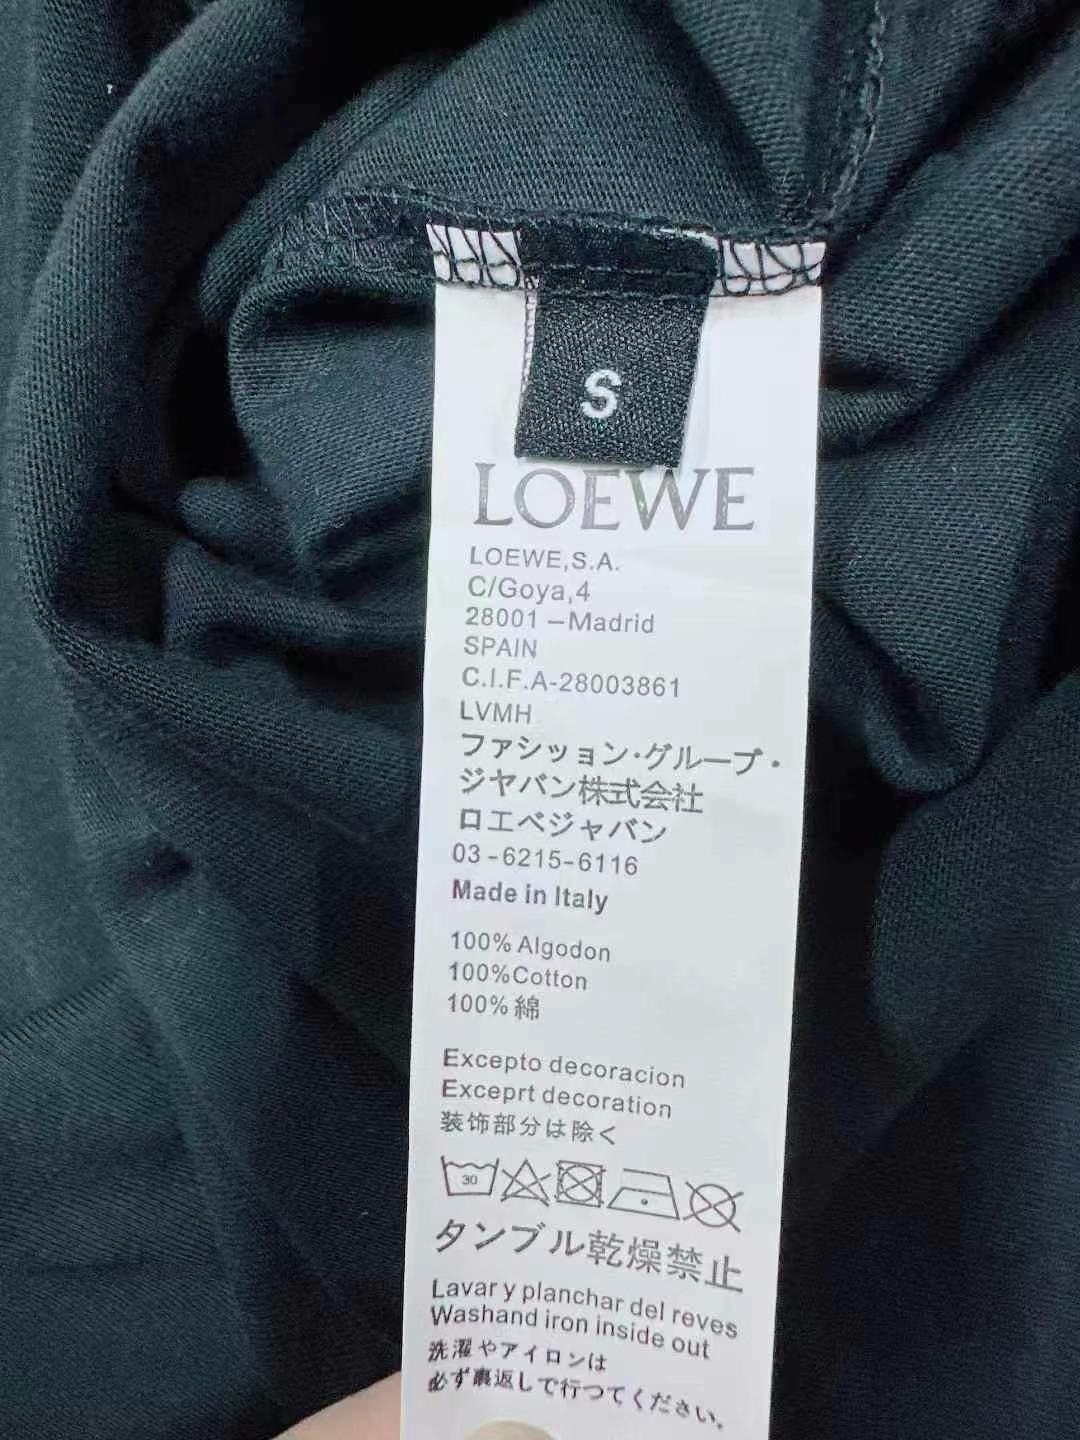 S
LOEWE
LOEWE,S.A.
C/Goya,4
28001 –Madrid
SPAIN
C.I.F.A-28003861
LVMH
ファシッョン·グループ・
ジヤバン株式会社
ロエベジャバン
03-6215-6116
Made in Italy
100% Algodon
100%Cotton
100% 綿
Excepto decoracion
Exceprt decoration
装饰部分は除く
30
タンブル乾燥禁止
Lavar y planchar del reves
Washand iron inside out
洗濯やアイロンは
必ず裏返しで行つてください。